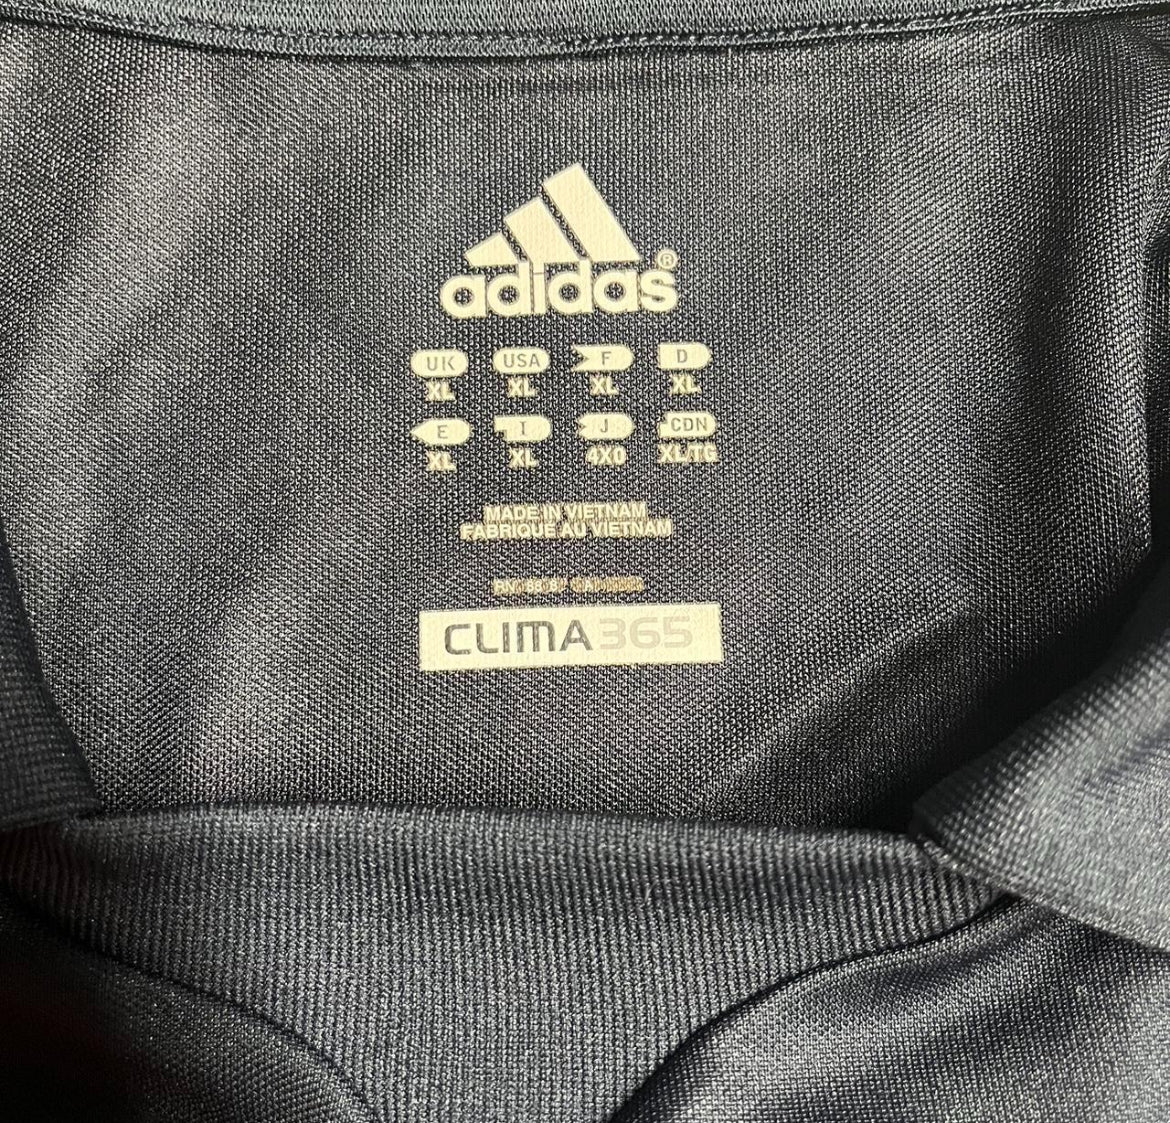 adidas®
UK USA F D
XL XL XL XL
E I J CDN
XL XL 4X0 XL/TG
MADE IN VIETNAM
FABRIQUE AU VIETNAM
CLIMA365